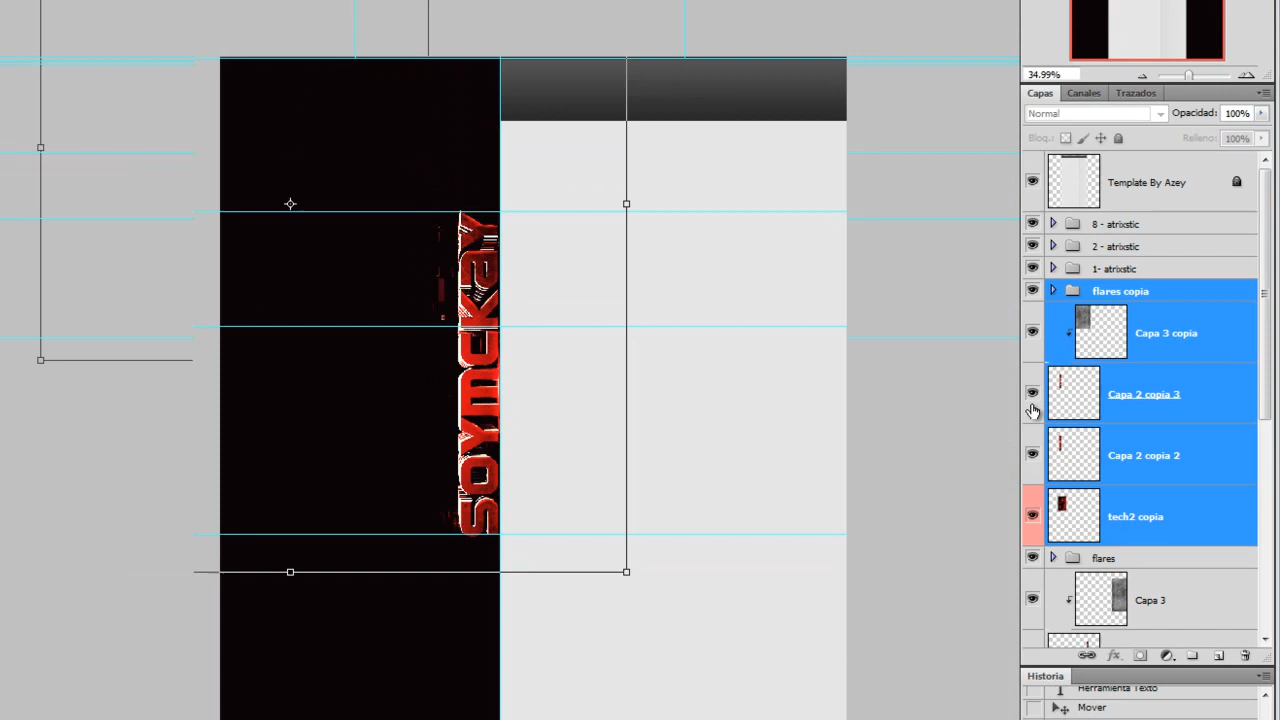 34.99%
Capas Canales Trazados
Normal Opacidad: 100%
Bloq.: Relleno: 100%
Template By Azey
8 - atrixstic
2 - atrixstic
1- atrixstic
flares copia
Capa 3 copia
Capa 2 copia 3
Capa 2 copia 2
tech2 copia
flares
Capa 3
Historia
Herramienta Texto
Mover
SOYMCKAY